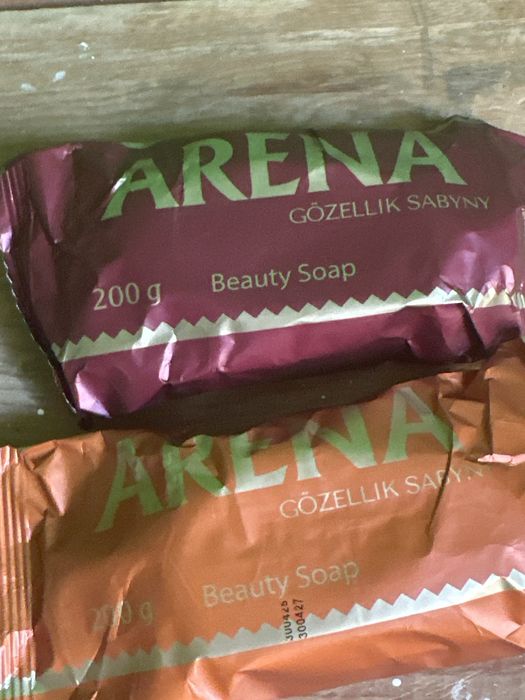 ARENA
GÖZELLIK SABYNY
200 g Beauty Soap
ARENA
GÖZELLIK SABYN
200 g Beauty Soap
300425
300427